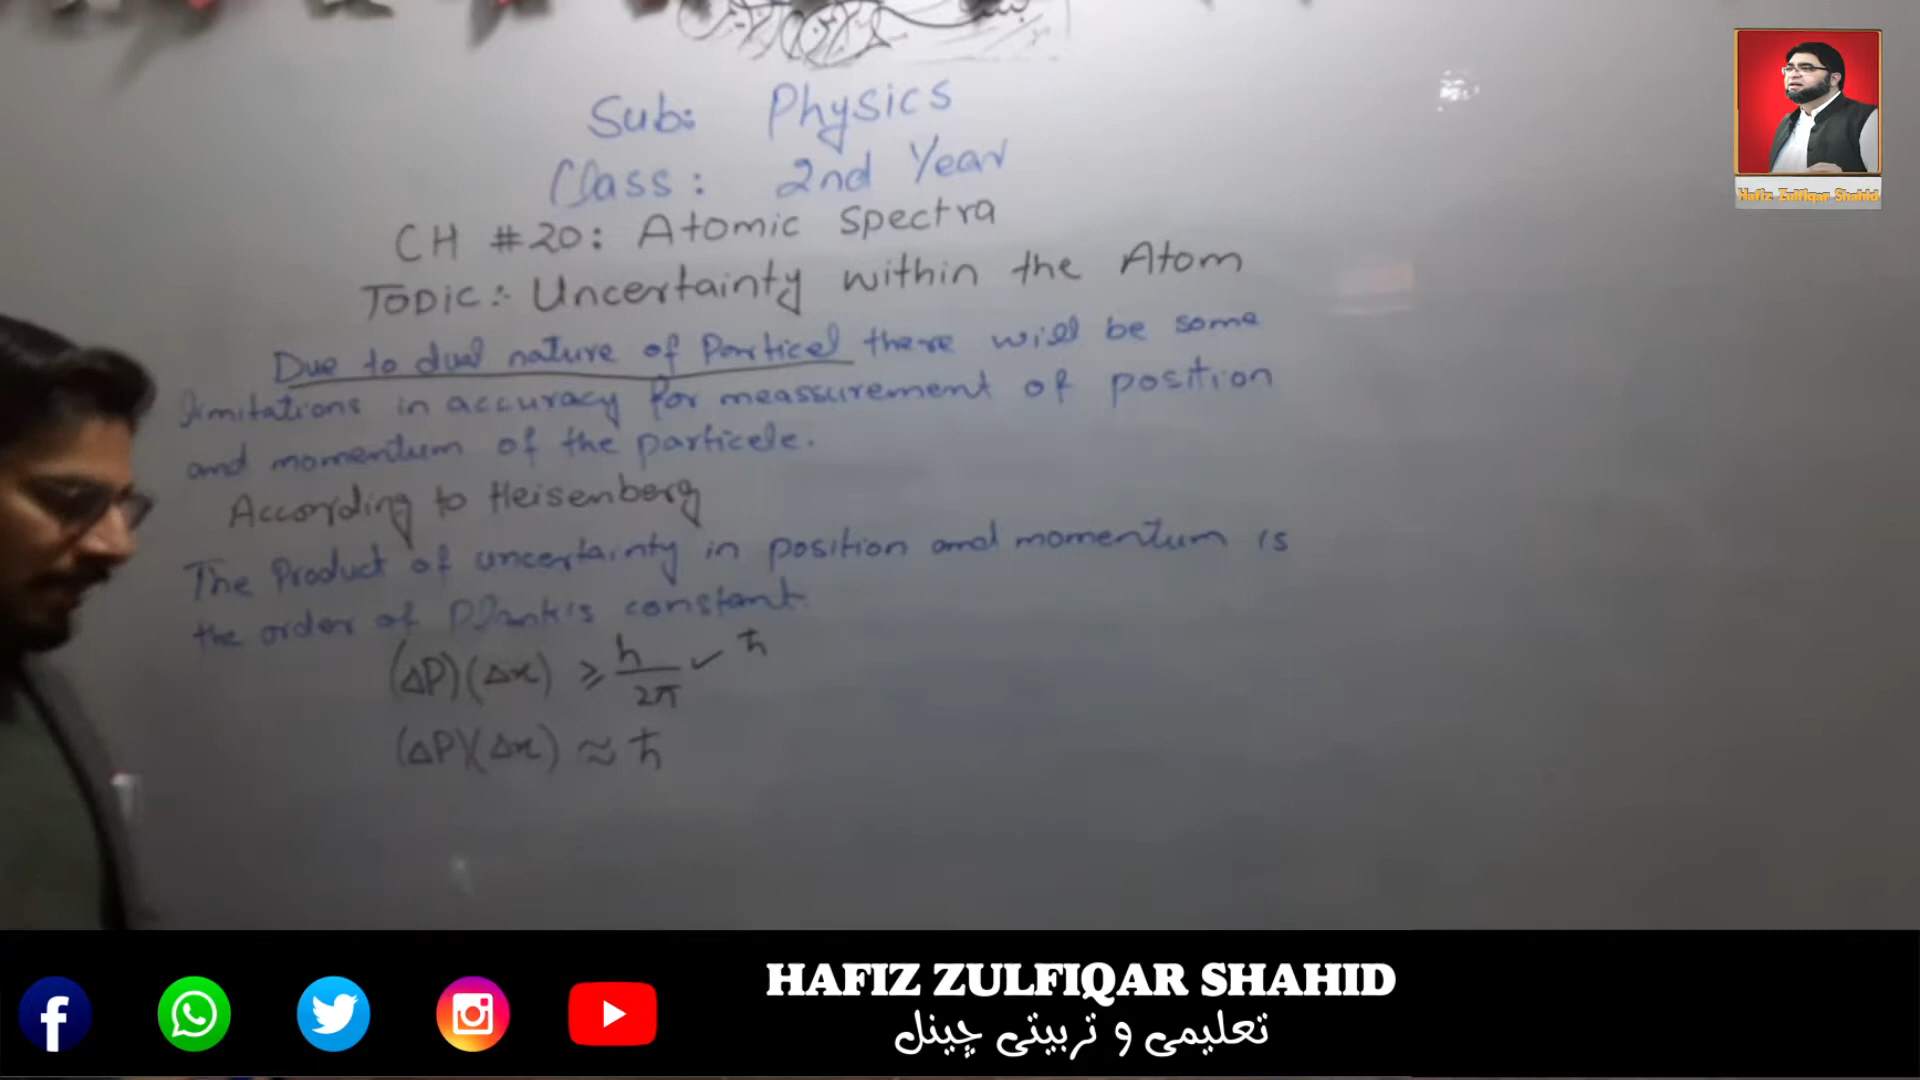 Sub: Physics
Class: 2nd Year
CH #20: Atomic Spectra
TOPIC:- Uncertainty within the Atom
Due to dual nature of Particel there will be some
limitations in accuracy for meassurement of position
and momentum of the particele.
According to Heisenberg
The Product of uncertainty in position and momentum is
the order of Plank's constant.
(ΔP)(Δx) ⩾ h/2π ✓ ħ
(ΔP)(Δx) ≈ ħ
Hafiz Zulfiqar Shahid
HAFIZ ZULFIQAR SHAHID
تعلیمی و تربیتی چینل